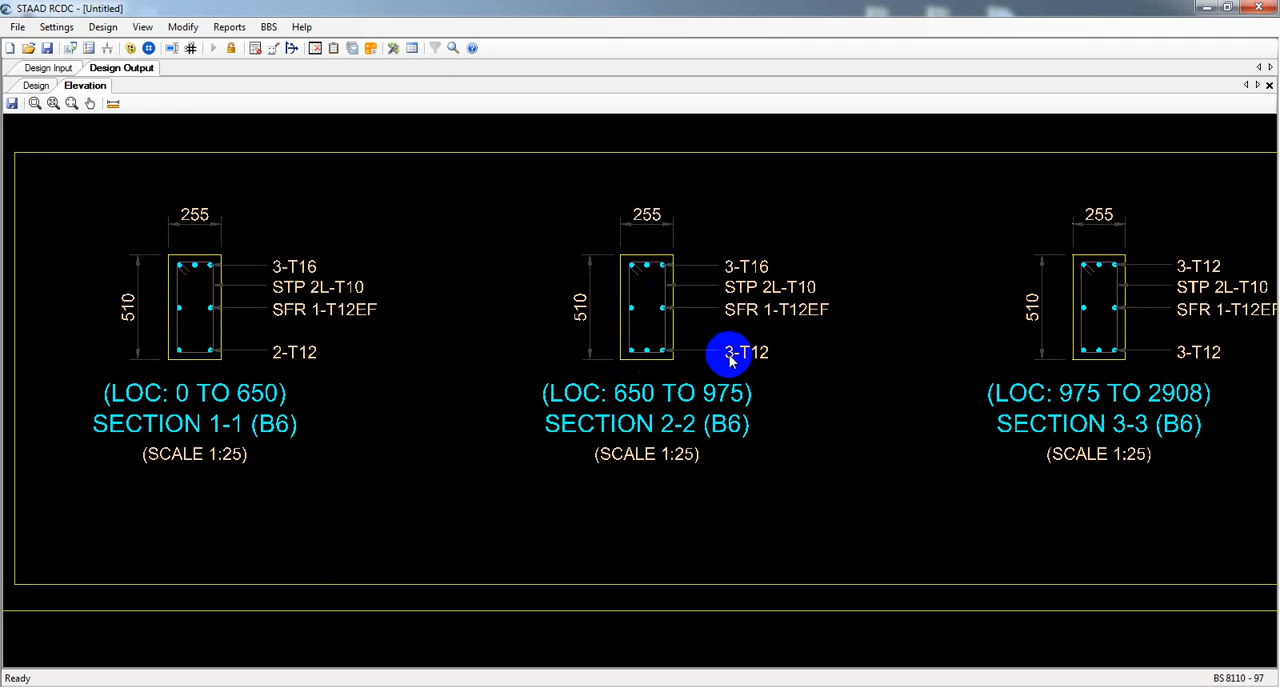 STAAD RCDC - [Untitled]
File Settings Design View Modify Reports BBS Help
Design Input Design Output
Design Elevation
255
510
3-T16
STP 2L-T10
SFR 1-T12EF
2-T12
(LOC: 0 TO 650)
SECTION 1-1 (B6)
(SCALE 1:25)
255
510
3-T16
STP 2L-T10
SFR 1-T12EF
3-T12
(LOC: 650 TO 975)
SECTION 2-2 (B6)
(SCALE 1:25)
255
510
3-T12
STP 2L-T10
SFR 1-T12EF
3-T12
(LOC: 975 TO 2908)
SECTION 3-3 (B6)
(SCALE 1:25)
Ready
BS 8110 - 97